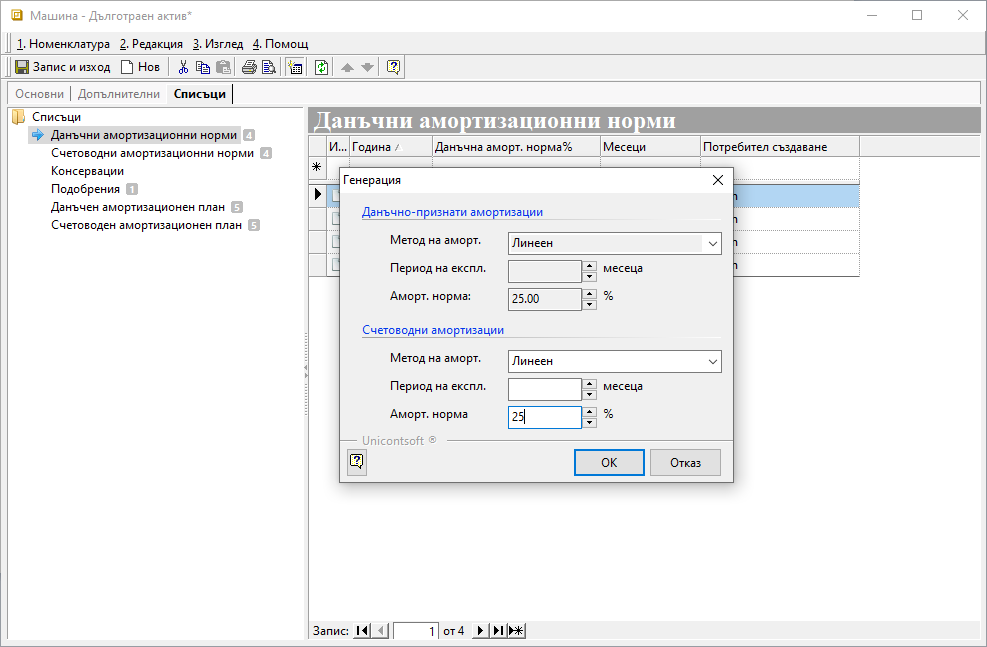 Машина - Дълготраен актив*
1. Номенклатура 2. Редакция 3. Изглед 4. Помощ
Запис и изход Нов
Основни Допълнителни Списъци
Списъци
Данъчни амортизационни норми 4
Счетоводни амортизационни норми 4
Консервации
Подобрения 1
Данъчен амортизационен план 5
Счетоводен амортизационен план 5
Данъчни амортизационни норми
И... Година Данъчна аморт. норма% Месеци Потребител създаване
Генерация
Данъчно-признати амортизации
Метод на аморт. Линеен
Период на експл. месеца
Аморт. норма: 25.00 %
Счетоводни амортизации
Метод на аморт. Линеен
Период на експл. месеца
Аморт. норма 25 %
Unicontsoft ®
OK Отказ
Запис: 1 от 4